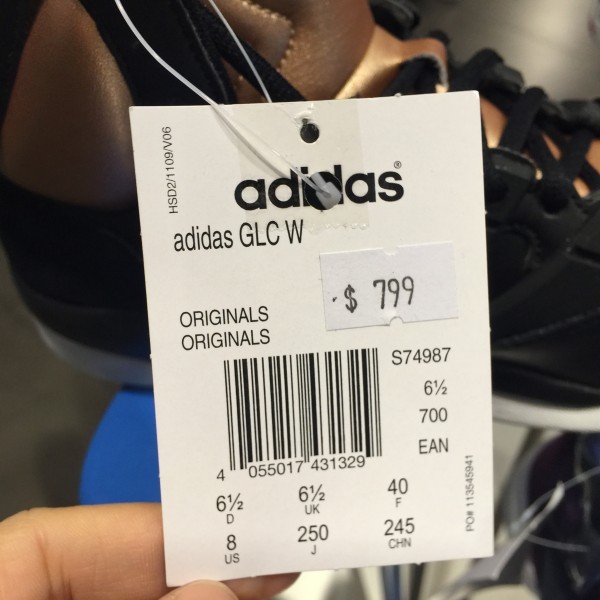 HSD2/1109/V06
adidas®
adidas GLC W
$ 799
ORIGINALS
ORIGINALS
S74987
6½
700
EAN
4 055017 431329
6½ 6½ 40
D UK F
8 250 245
US J CHN
PO# 113545941